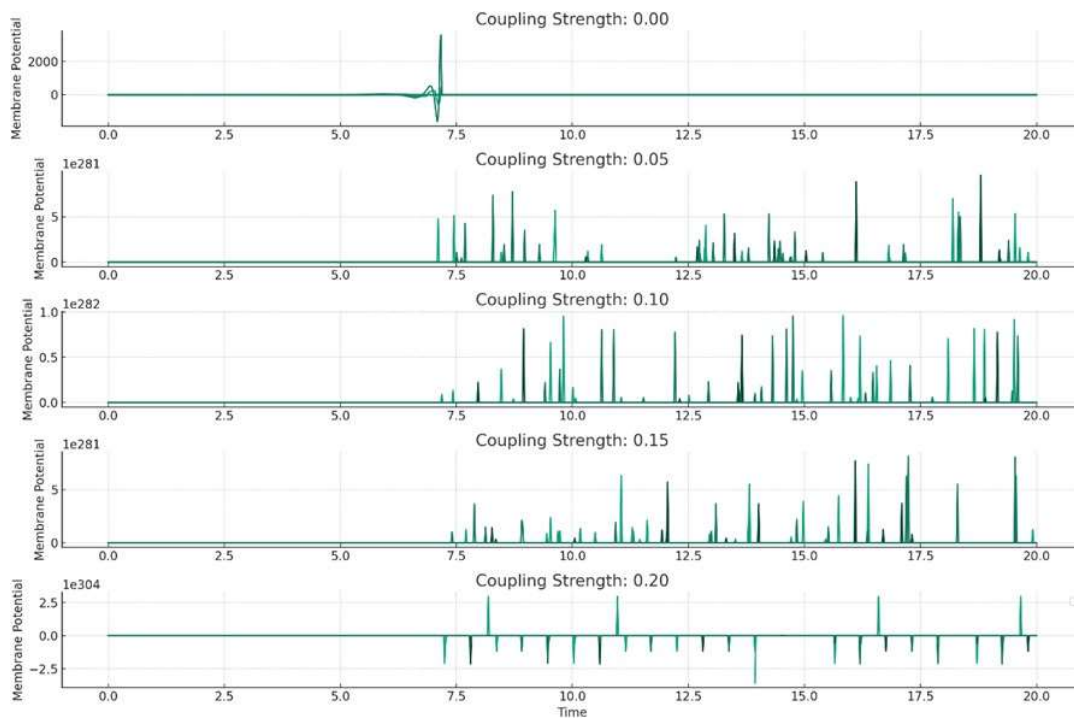 Coupling Strength: 0.00
Membrane Potential
2000
0
0.0 2.5 5.0 7.5 10.0 12.5 15.0 17.5 20.0
1e281
Coupling Strength: 0.05
Membrane Potential
5
0
0.0 2.5 5.0 7.5 10.0 12.5 15.0 17.5 20.0
1e282
Coupling Strength: 0.10
Membrane Potential
1.0
0.5
0.0
0.0 2.5 5.0 7.5 10.0 12.5 15.0 17.5 20.0
1e281
Coupling Strength: 0.15
Membrane Potential
5
0
0.0 2.5 5.0 7.5 10.0 12.5 15.0 17.5 20.0
1e304
Coupling Strength: 0.20
Membrane Potential
2.5
0.0
−2.5
0.0 2.5 5.0 7.5 10.0 12.5 15.0 17.5 20.0
Time